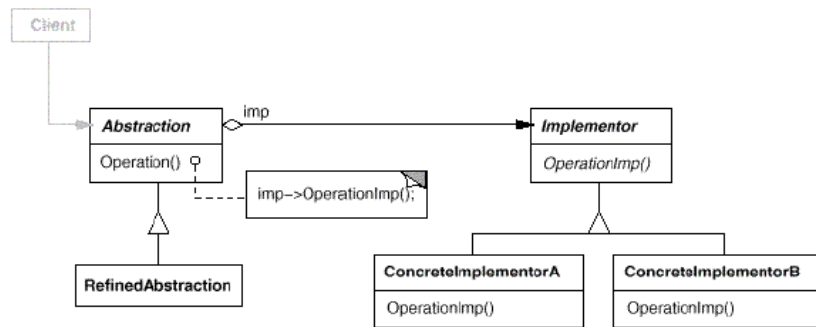 Client
imp
Abstraction
Implementor
Operation()
OperationImp()
imp->OperationImp();
RefinedAbstraction
ConcreteImplementorA
ConcreteImplementorB
OperationImp()
OperationImp()